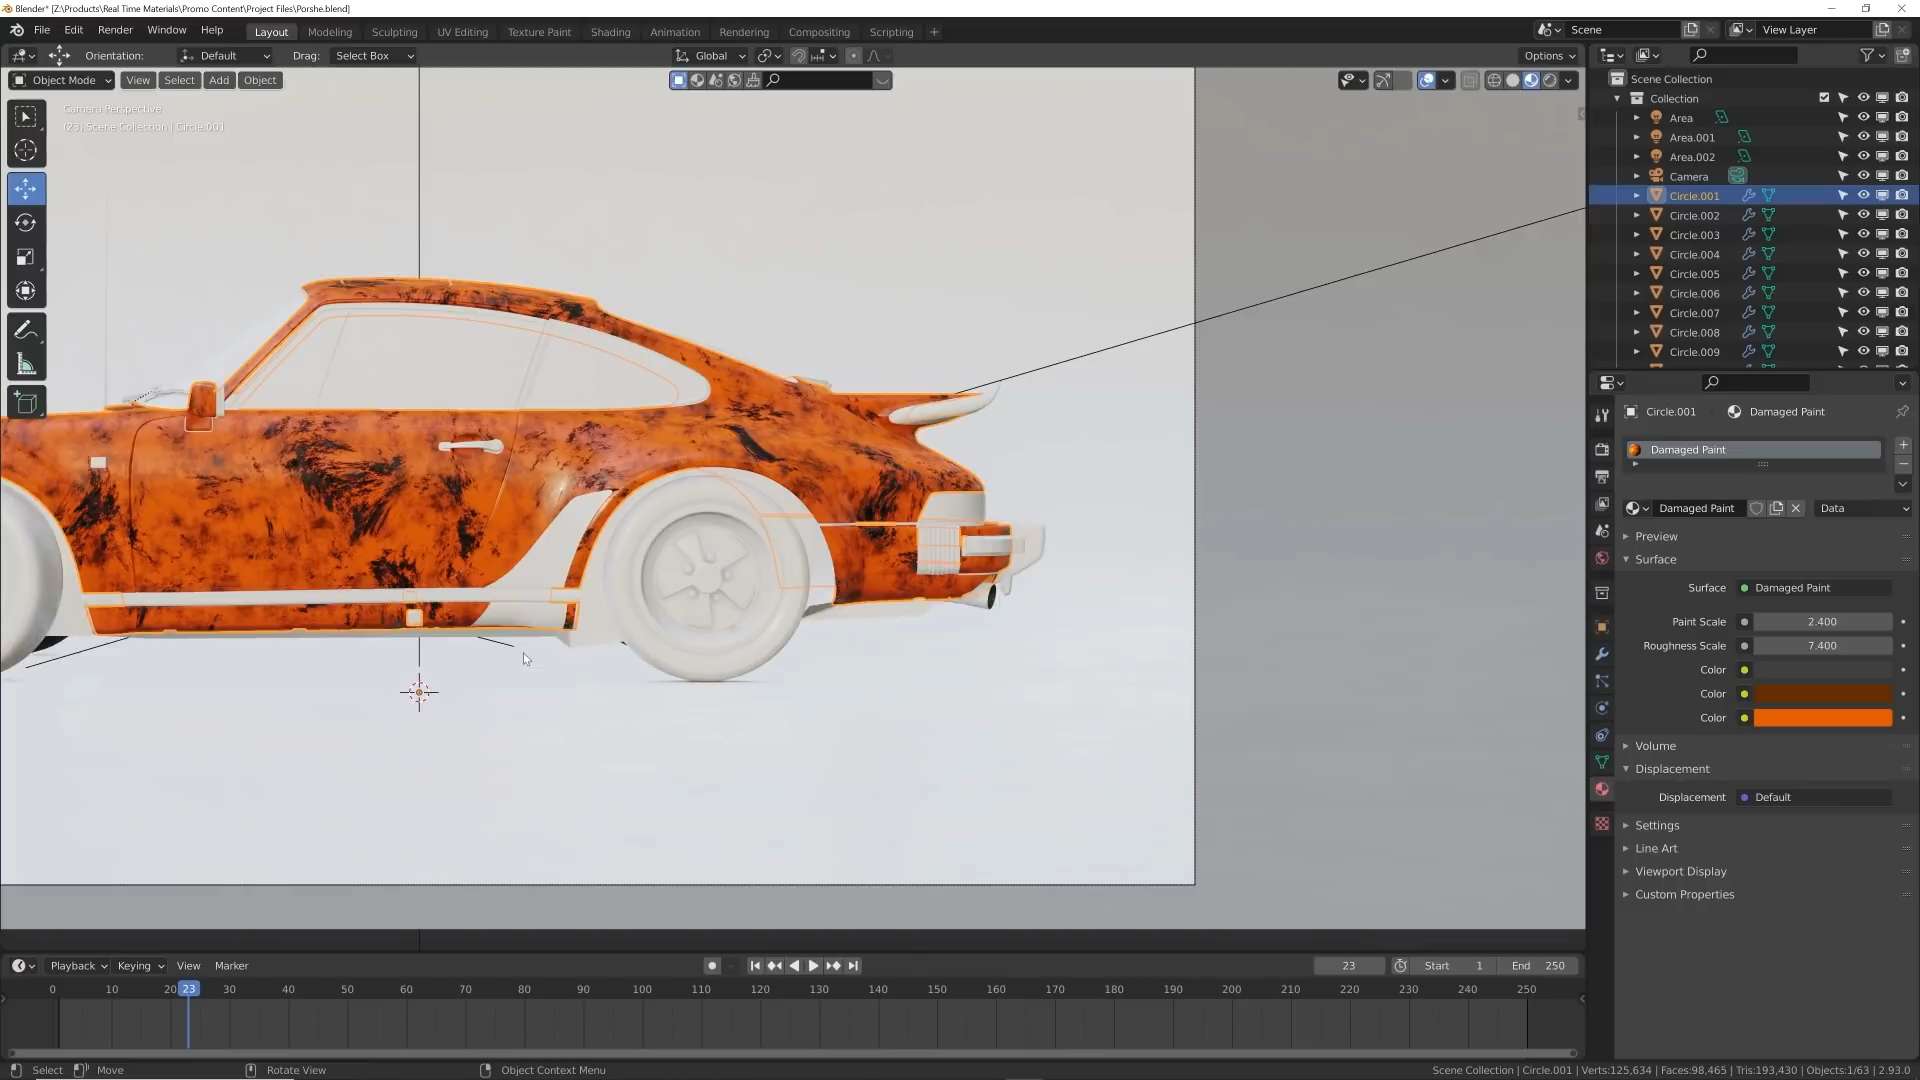 Blender* [Z:\Products\Real Time Materials\Promo Content\Project Files\Porshe.blend]
File Edit Render Window Help Layout Modeling Sculpting UV Editing Texture Paint Shading Animation Rendering Compositing Scripting + Scene View Layer
Orientation: Default Drag: Select Box Global Options
Object Mode View Select Add Object
Camera Perspective
(23) Scene Collection | Circle.001
Scene Collection
Collection
Area
Area.001
Area.002
Camera
Circle.001
Circle.002
Circle.003
Circle.004
Circle.005
Circle.006
Circle.007
Circle.008
Circle.009
Circle.001 Damaged Paint
Damaged Paint
Damaged Paint Data
Preview
Surface
Surface Damaged Paint
Paint Scale 2.400
Roughness Scale 7.400
Color
Color
Color
Volume
Displacement
Displacement Default
Settings
Line Art
Viewport Display
Custom Properties
Playback Keying View Marker 23 Start 1 End 250
0 10 20 23 30 40 50 60 70 80 90 100 110 120 130 140 150 160 170 180 190 200 210 220 230 240 250
Select Move Rotate View Object Context Menu Scene Collection | Circle.001 | Verts:125,634 | Faces:98,465 | Tris:193,430 | Objects:1/63 | 2.93.0